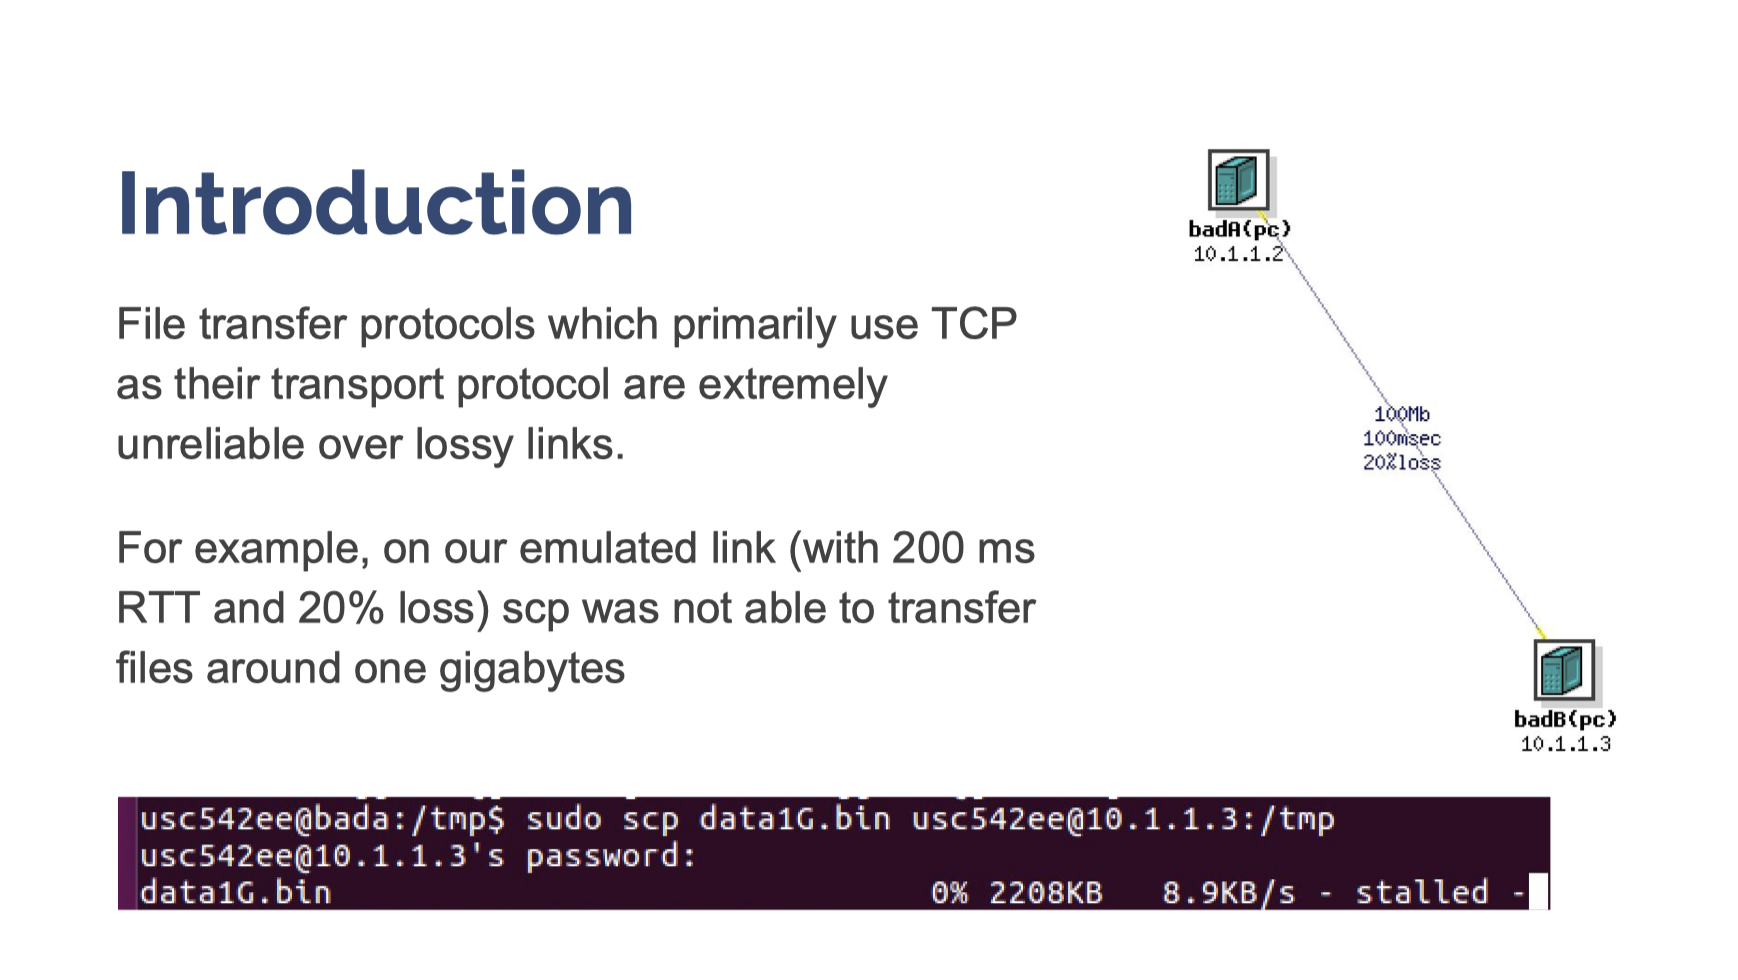 Introduction
File transfer protocols which primarily use TCP
as their transport protocol are extremely
unreliable over lossy links.
For example, on our emulated link (with 200 ms
RTT and 20% loss) scp was not able to transfer
files around one gigabytes
badA(pc)
10.1.1.2
100Mb
100msec
20%loss
badB(pc)
10.1.1.3
usc542ee@bada:/tmp$ sudo scp data1G.bin usc542ee@10.1.1.3:/tmp
usc542ee@10.1.1.3's password:
data1G.bin 0% 2208KB 8.9KB/s - stalled -